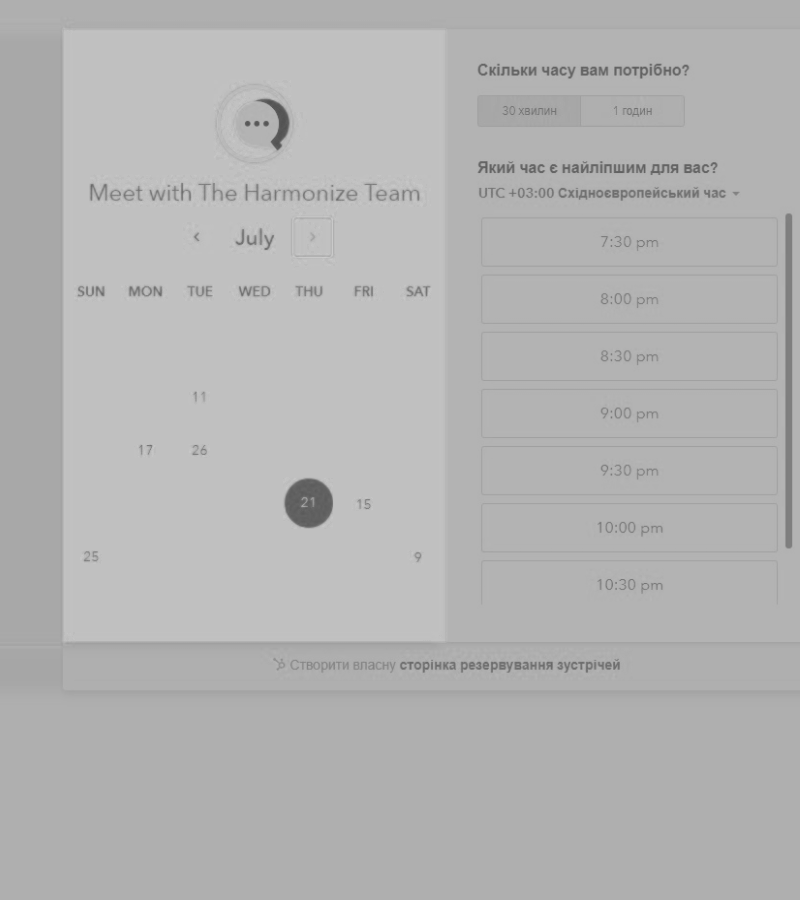 Meet with The Harmonize Team
July
SUN MON TUE WED THU FRI SAT
11
17 26
21 15
25 9
Скільки часу вам потрібно?
30 хвилин 1 годин
Який час є найліпшим для вас?
UTC +03:00 Східноєвропейський час
7:30 pm
8:00 pm
8:30 pm
9:00 pm
9:30 pm
10:00 pm
10:30 pm
Створити власну сторінка резервування зустрічей